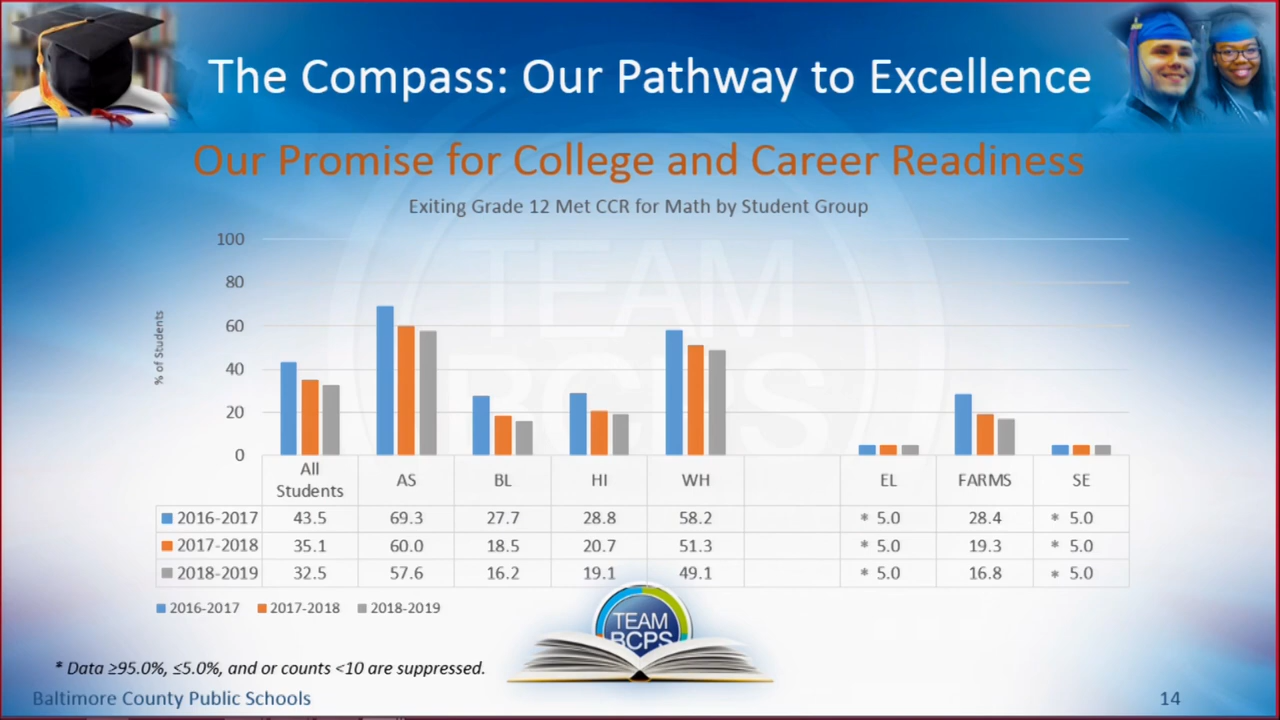 The Compass: Our Pathway to Excellence
Our Promise for College and Career Readiness
Exiting Grade 12 Met CCR for Math by Student Group
100
80
60
40
20
0
% of Students
All Students AS BL HI WH EL FARMS SE
2016-2017 43.5 69.3 27.7 28.8 58.2 * 5.0 28.4 * 5.0
2017-2018 35.1 60.0 18.5 20.7 51.3 * 5.0 19.3 * 5.0
2018-2019 32.5 57.6 16.2 19.1 49.1 * 5.0 16.8 * 5.0
2016-2017 2017-2018 2018-2019
TEAM
BCPS
TEAM
BCPS
* Data ≥95.0%, ≤5.0%, and or counts <10 are suppressed.
Baltimore County Public Schools 14